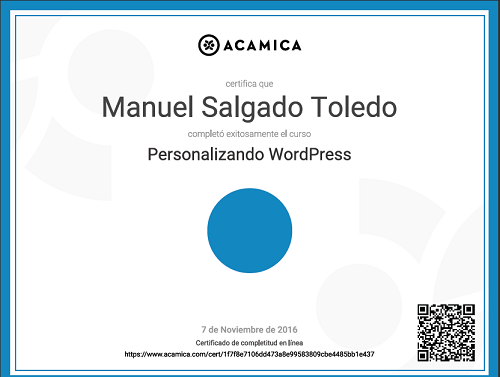 ACAMICA
certifica que
Manuel Salgado Toledo
completó exitosamente el curso
Personalizando WordPress
7 de Noviembre de 2016
Certificado de completitud en línea
https://www.acamica.com/cert/1f7f8e7106dd473a8e99583809cbe4485bb1e437